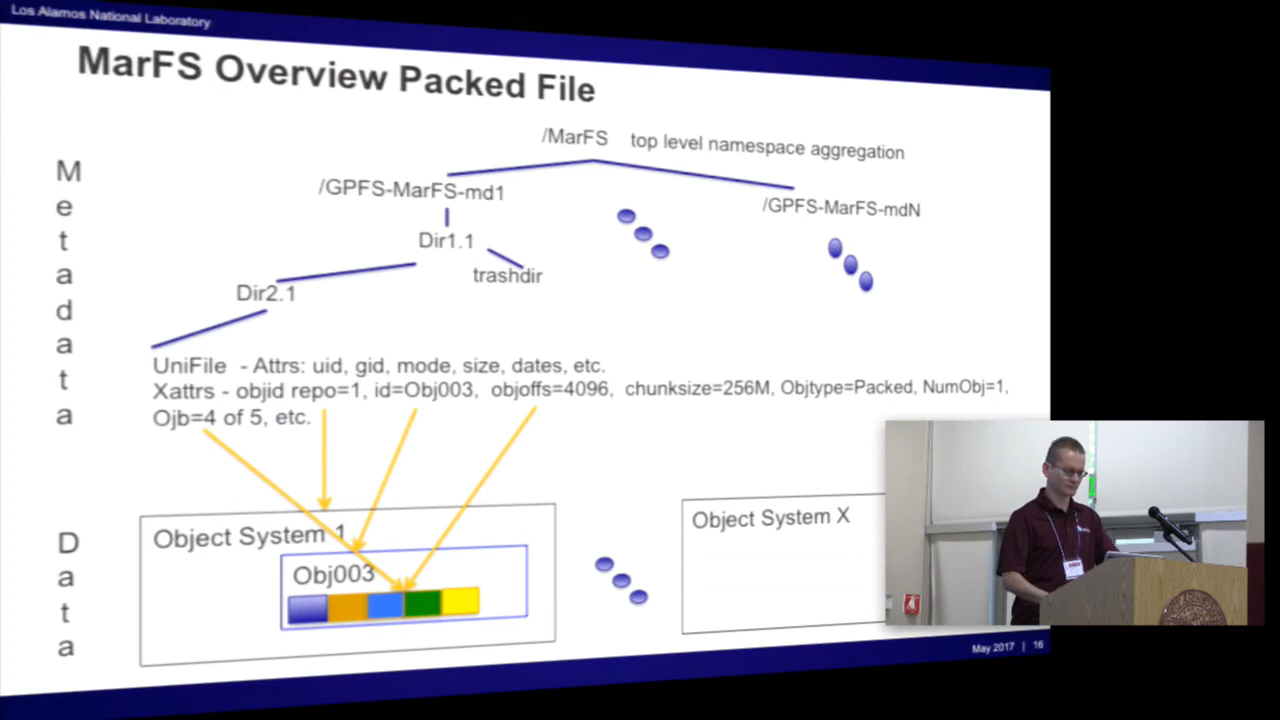 Los Alamos National Laboratory
MarFS Overview Packed File
/MarFS top level namespace aggregation
/GPFS-MarFS-md1
/GPFS-MarFS-mdN
Dir1.1
trashdir
Dir2.1
Metadata
UniFile - Attrs: uid, gid, mode, size, dates, etc.
Xattrs - objid repo=1, id=Obj003, objoffs=4096, chunksize=256M, Objtype=Packed, NumObj=1,
Ojb=4 of 5, etc.
Data
Object System 1
Obj003
Object System X
May 2017 | 16